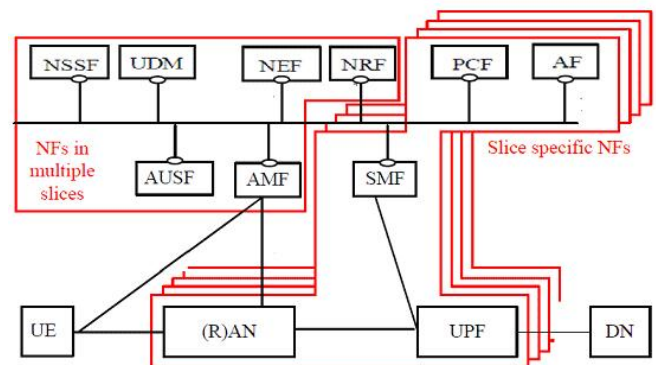 NSSF
UDM
NEF
NRF
PCF
AF
NFs in
multiple
slices
AUSF
AMF
SMF
Slice specific NFs
UE
(R)AN
UPF
DN